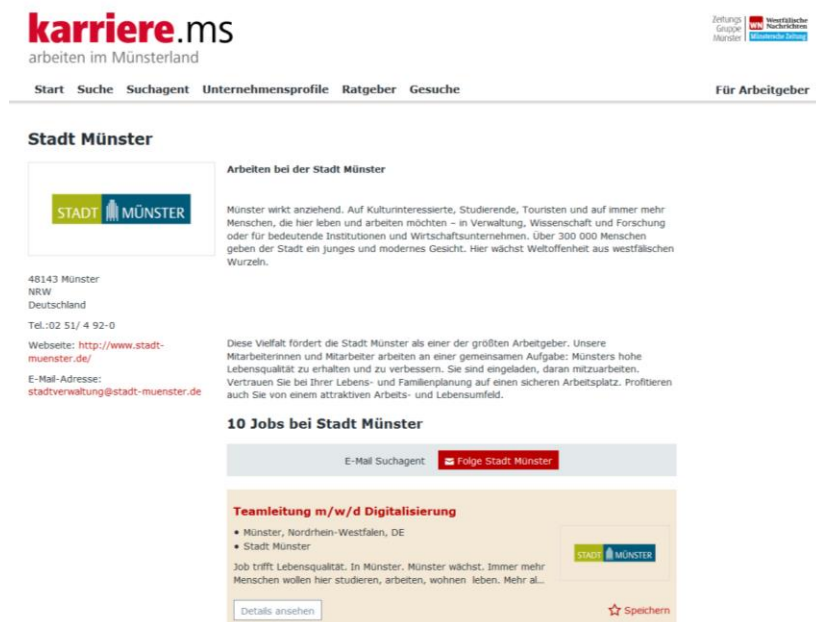 karriere.ms
arbeiten im Münsterland
Zeitungs
Gruppe
Münster
WN Westfälische
Nachrichten
Münstersche Zeitung
Start Suche Suchagent Unternehmensprofile Ratgeber Gesuche Für Arbeitgeber
Stadt Münster
STADT MÜNSTER
48143 Münster
NRW
Deutschland
Tel.:02 51/ 4 92-0
Webseite: http://www.stadt-
muenster.de/
E-Mail-Adresse:
stadtverwaltung@stadt-muenster.de
Arbeiten bei der Stadt Münster
Münster wirkt anziehend. Auf Kulturinteressierte, Studierende, Touristen und auf immer mehr
Menschen, die hier leben und arbeiten möchten – in Verwaltung, Wissenschaft und Forschung
oder für bedeutende Institutionen und Wirtschaftsunternehmen. Über 300 000 Menschen
geben der Stadt ein junges und modernes Gesicht. Hier wächst Weltoffenheit aus westfälischen
Wurzeln.
Diese Vielfalt fördert die Stadt Münster als einer der größten Arbeitgeber. Unsere
Mitarbeiterinnen und Mitarbeiter arbeiten an einer gemeinsamen Aufgabe: Münsters hohe
Lebensqualität zu erhalten und zu verbessern. Sie sind eingeladen, daran mitzuarbeiten.
Vertrauen Sie bei Ihrer Lebens- und Familienplanung auf einen sicheren Arbeitsplatz. Profitieren
auch Sie von einem attraktiven Arbeits- und Lebensumfeld.
10 Jobs bei Stadt Münster
E-Mail Suchagent Folge Stadt Münster
Teamleitung m/w/d Digitalisierung
• Münster, Nordrhein-Westfalen, DE
• Stadt Münster
Job trifft Lebensqualität. In Münster. Münster wächst. Immer mehr
Menschen wollen hier studieren, arbeiten, wohnen leben. Mehr al...
STADT MÜNSTER
Details ansehen
Speichern